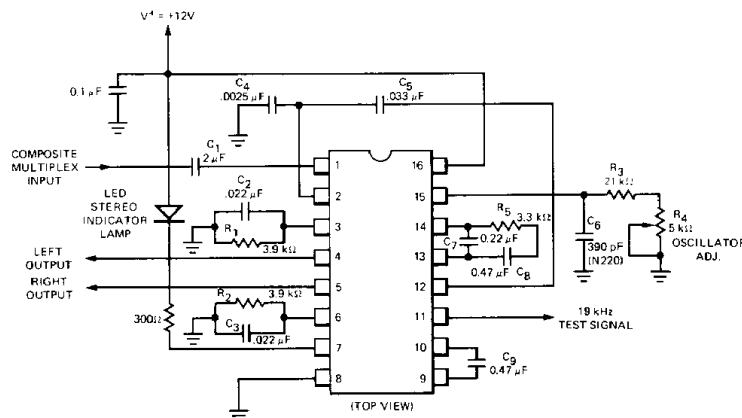 V⁴ = +12V
0.1 μF
C4
.0025 μF
C5
.033 μF
COMPOSITE
MULTIPLEX
INPUT
C1
2 μF
LED
STEREO
INDICATOR
LAMP
C2
.022 μF
R1
3.9 kΩ
LEFT
OUTPUT
RIGHT
OUTPUT
R2
3.9 kΩ
C3
.022 μF
300Ω
1
2
3
4
5
6
7
8
16
15
14
13
12
11
10
9
(TOP VIEW)
R3
21 kΩ
R4
5 kΩ
OSCILLATOR
ADJ.
C6
390 pF
(N220)
R5
3.3 kΩ
C7
0.22 μF
0.47 μF
C8
19 kHz
TEST SIGNAL
C9
0.47 μF